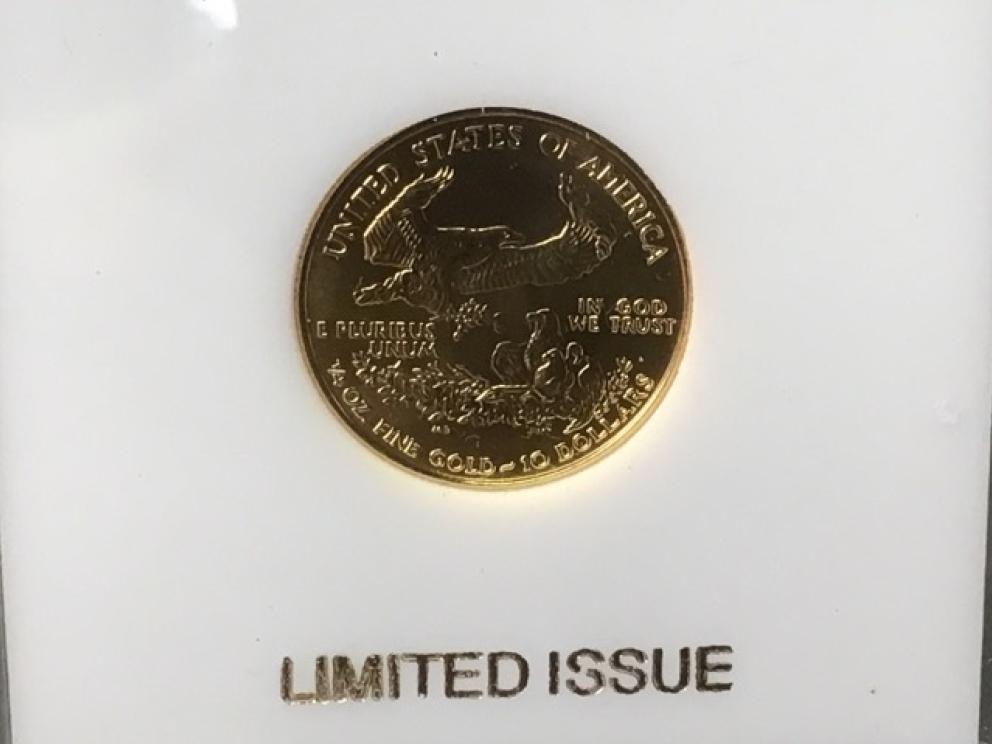 UNITED STATES OF AMERICA
E PLURIBUS
UNUM
IN GOD
WE TRUST
1/4 OZ. FINE GOLD~10 DOLLARS
LIMITED ISSUE